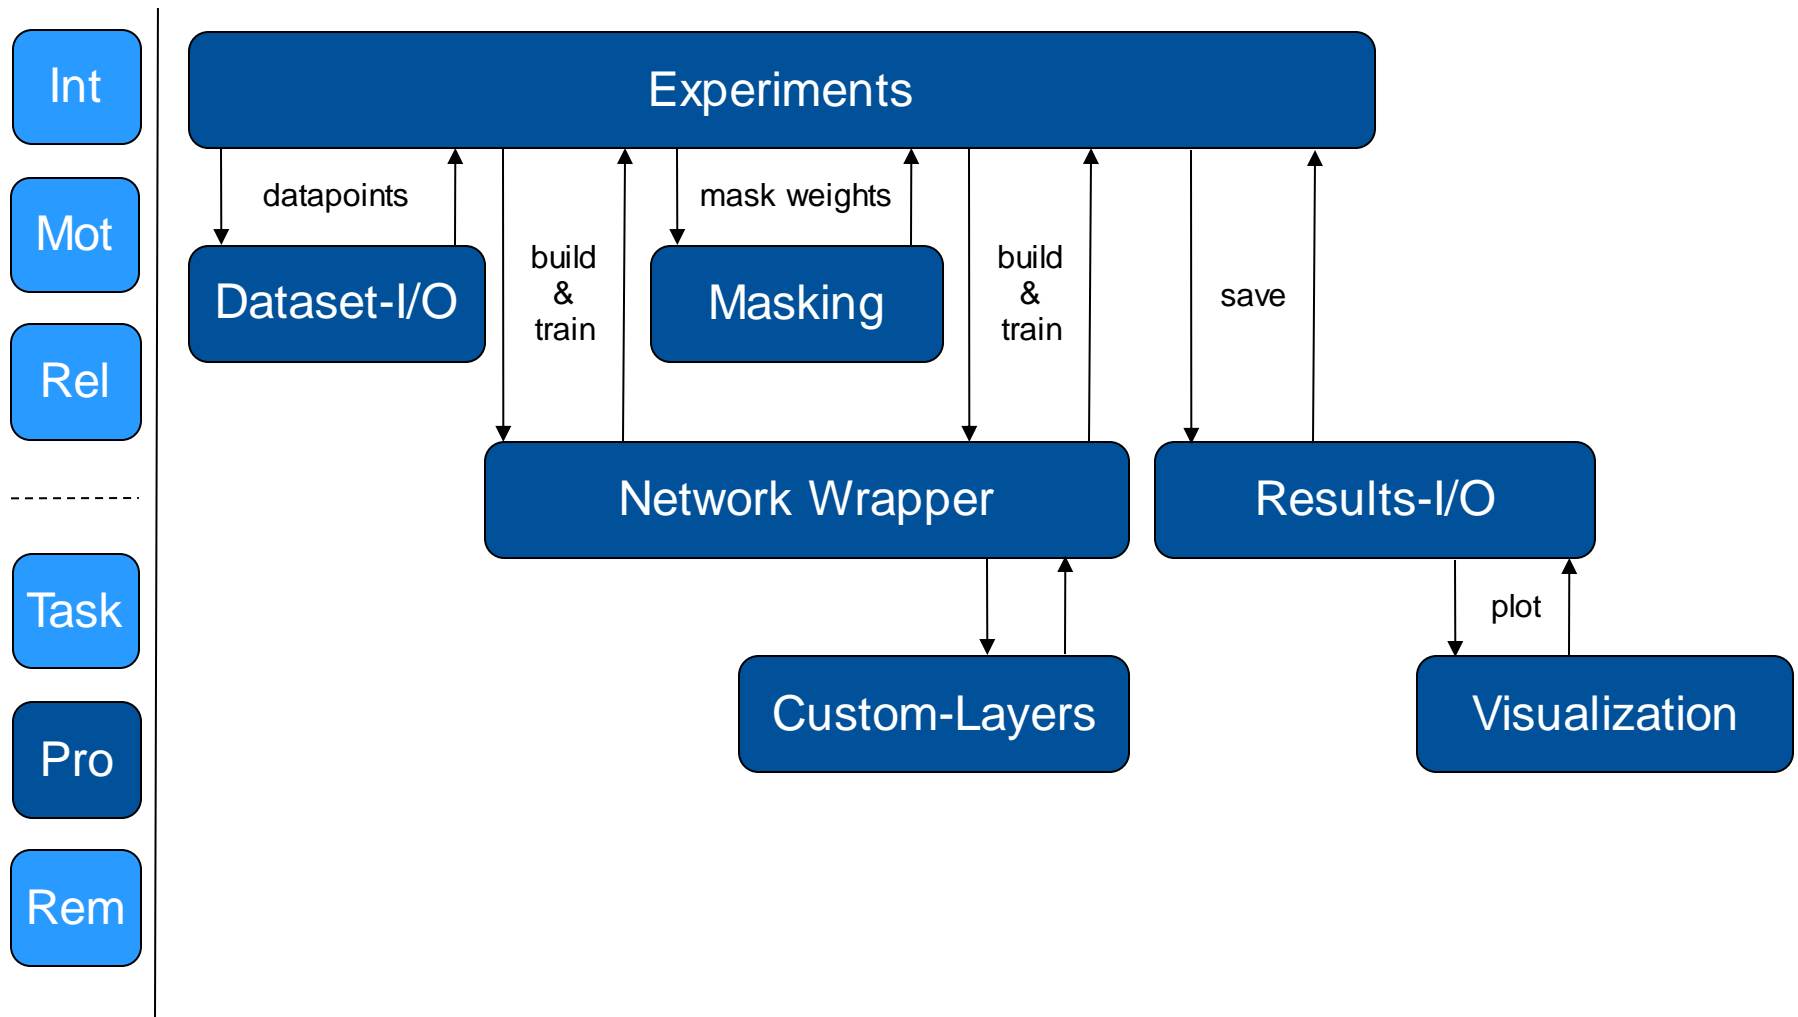 Int
Mot
Rel
Task
Pro
Rem
Experiments
datapoints
mask weights
build
&
train
build
&
train
save
Dataset-I/O
Masking
Network Wrapper
Results-I/O
plot
Custom-Layers
Visualization